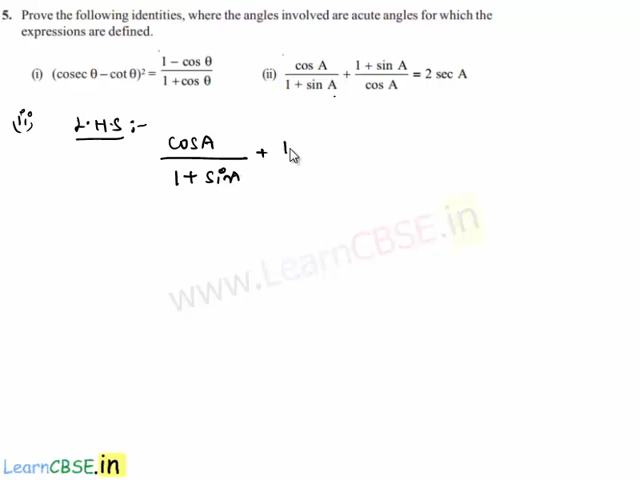 5. Prove the following identities, where the angles involved are acute angles for which the
expressions are defined.
(i) (cosec θ – cot θ)² = (1 – cos θ)/(1 + cos θ) (ii) cos A/(1 + sin A) + (1 + sin A)/cos A = 2 sec A
(ii) L.H.S :-
cosA/(1 + sinA) + 1
www.LearnCBSE.in
LearnCBSE.in